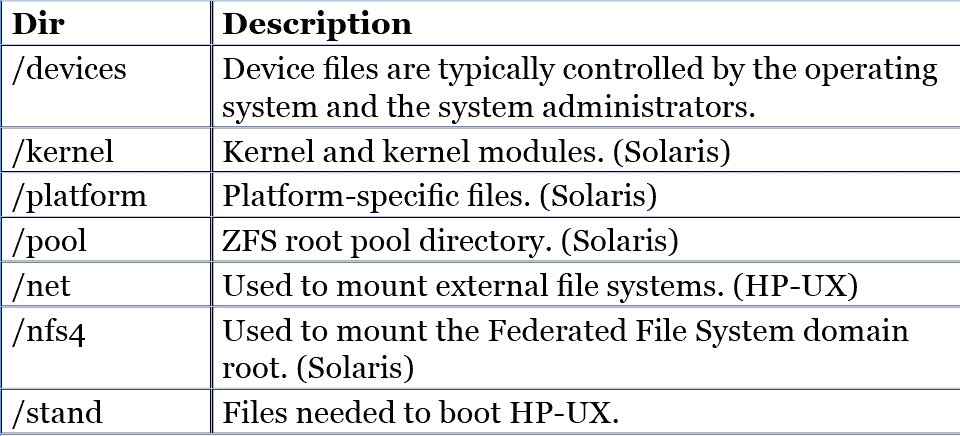 Dir Description
/devices Device files are typically controlled by the operating
system and the system administrators.
/kernel Kernel and kernel modules. (Solaris)
/platform Platform-specific files. (Solaris)
/pool ZFS root pool directory. (Solaris)
/net Used to mount external file systems. (HP-UX)
/nfs4 Used to mount the Federated File System domain
root. (Solaris)
/stand Files needed to boot HP-UX.